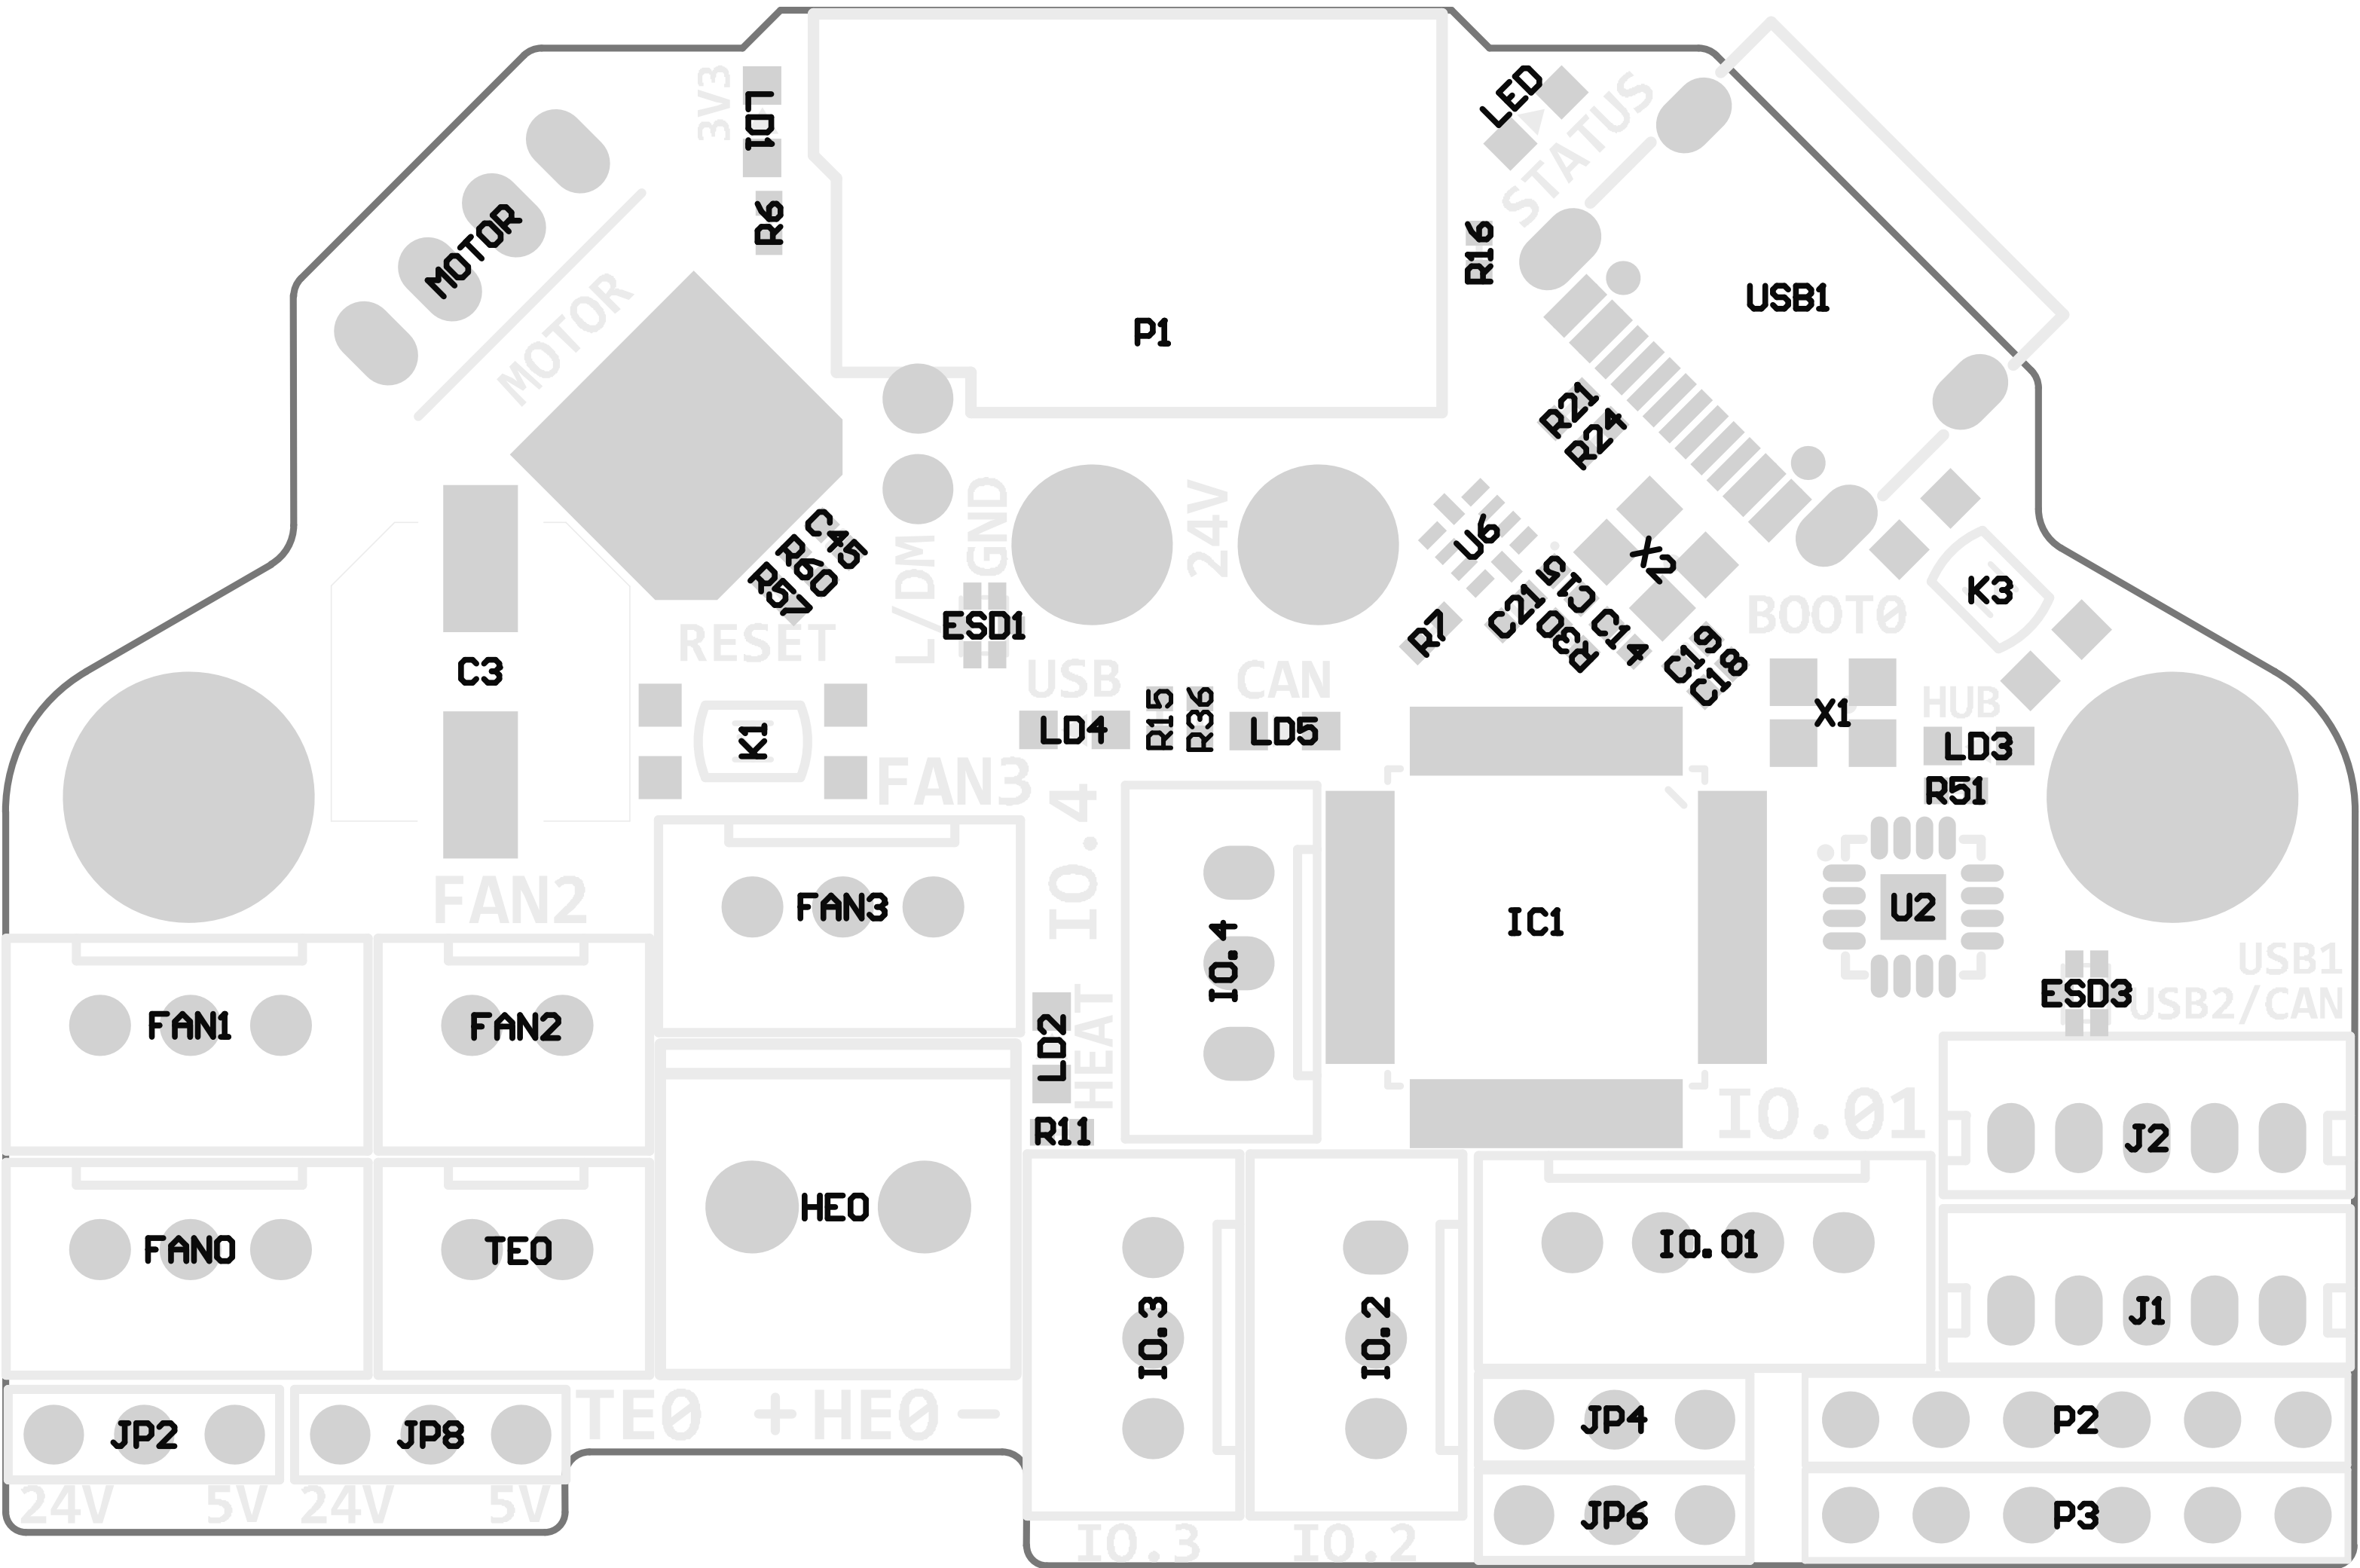 3V3
LD1
R6
MOTOR
MOTOR
P1
LED
STATUS
R16
USB1
R21
R24
L/DM
GND
24V
C45
RESET
ESD1
USB
CAN
U6
X2
R7
C21
C14
C19
C18
BOOT0
K3
C3
K1
LD4
R15
R36
LD5
X1
HUB
LD3
R51
FAN3
FAN2
FAN3
IO.4
IO.4
IC1
U2
USB1
USB2/CAN
ESD3
FAN1
FAN2
LD2
HEAT
R11
IO.01
J2
HE0
FAN0
TE0
IO.3
IO.2
IO.01
J1
JP2
JP8
TE0 + HE0 -
JP4
P2
24V 5V 24V 5V
JP6
P3
IO.3
IO.2